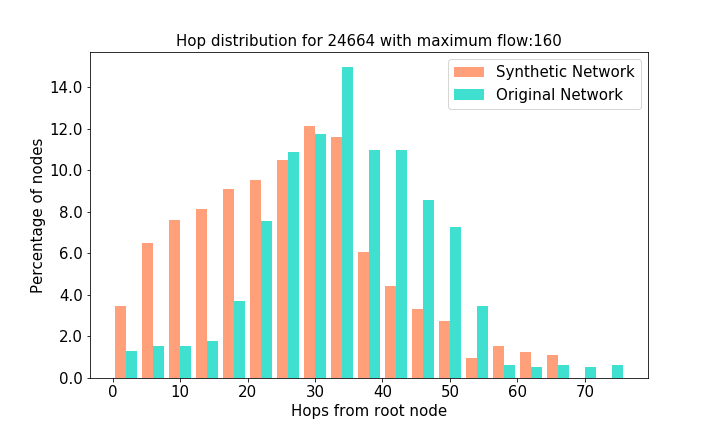 Hop distribution for 24664 with maximum flow:160
Synthetic Network
Original Network
Percentage of nodes
14.0
12.0
10.0
8.0
6.0
4.0
2.0
0.0
0 10 20 30 40 50 60 70
Hops from root node